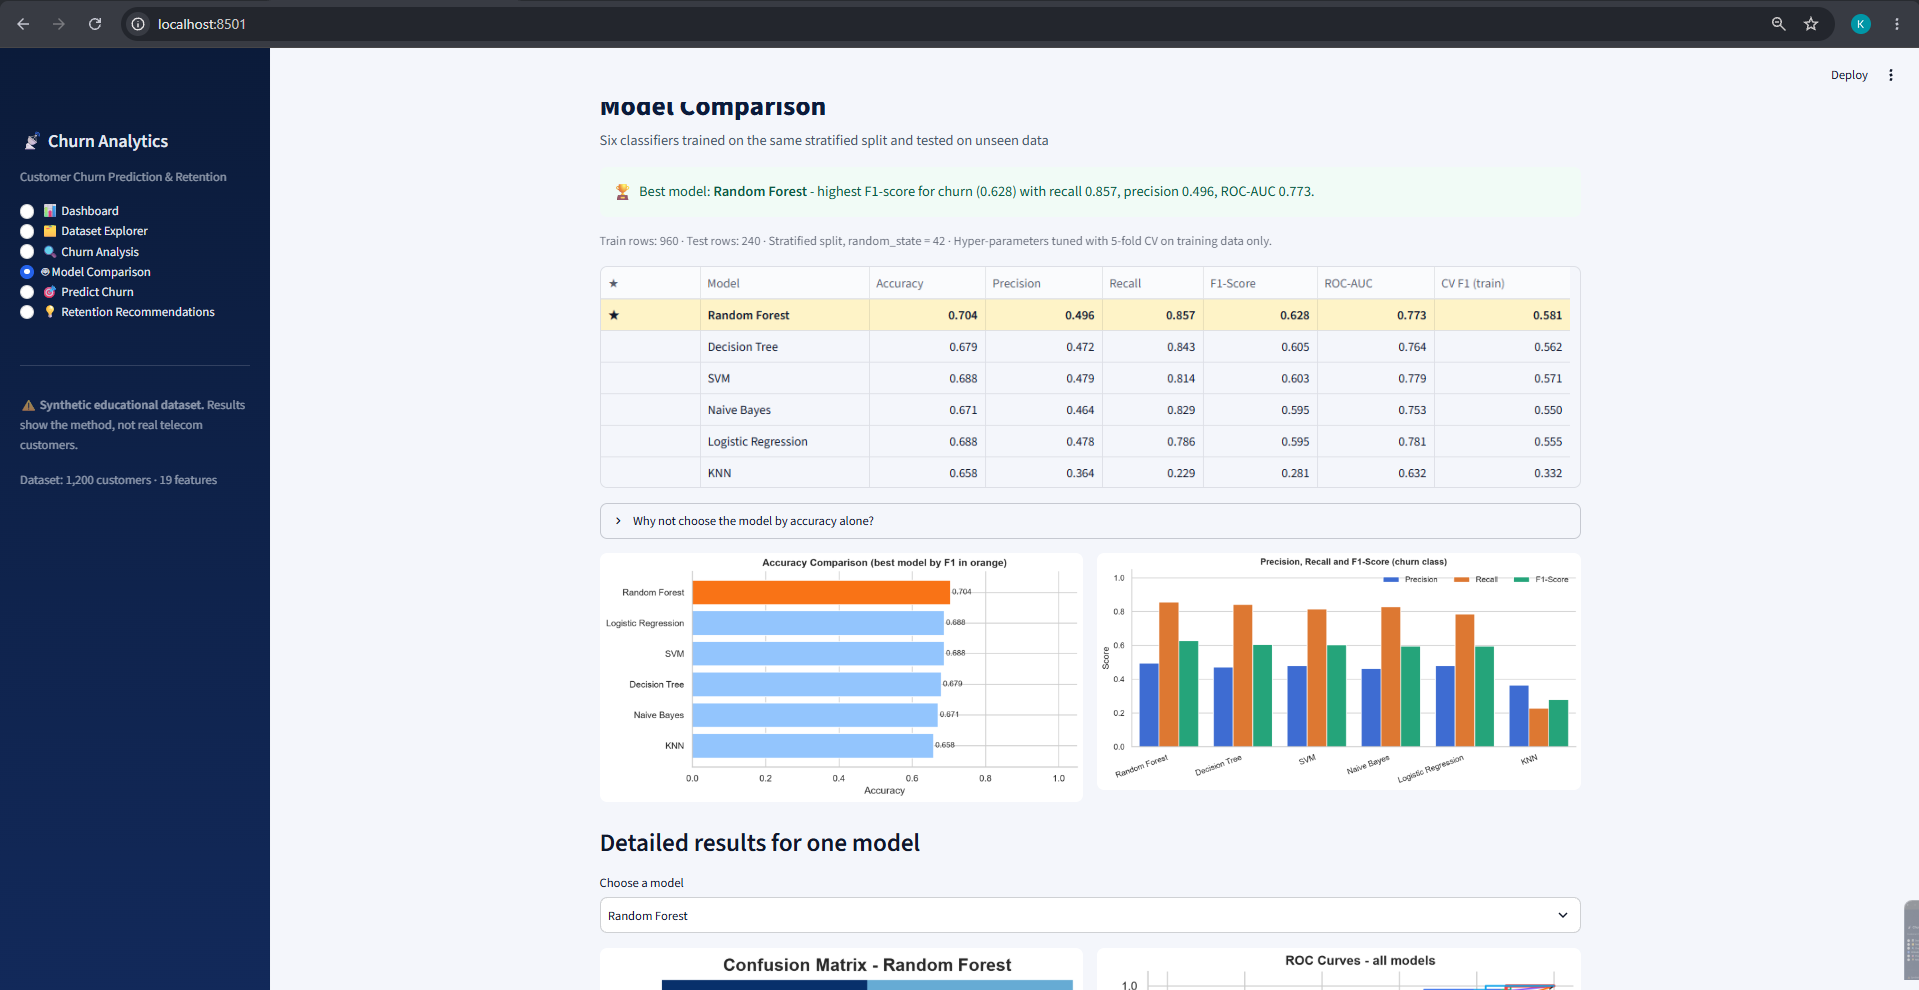 localhost:8501
K
Deploy
Churn Analytics
Customer Churn Prediction & Retention
Dashboard
Dataset Explorer
Churn Analysis
Model Comparison
Predict Churn
Retention Recommendations
Synthetic educational dataset. Results
show the method, not real telecom
customers.
Dataset: 1,200 customers · 19 features
Model Comparison
Six classifiers trained on the same stratified split and tested on unseen data
Best model: Random Forest - highest F1-score for churn (0.628) with recall 0.857, precision 0.496, ROC-AUC 0.773.
Train rows: 960 · Test rows: 240 · Stratified split, random_state = 42 · Hyper-parameters tuned with 5-fold CV on training data only.
★ Model Accuracy Precision Recall F1-Score ROC-AUC CV F1 (train)
★ Random Forest 0.704 0.496 0.857 0.628 0.773 0.581
Decision Tree 0.679 0.472 0.843 0.605 0.764 0.562
SVM 0.688 0.479 0.814 0.603 0.779 0.571
Naive Bayes 0.671 0.464 0.829 0.595 0.753 0.550
Logistic Regression 0.688 0.478 0.786 0.595 0.781 0.555
KNN 0.658 0.364 0.229 0.281 0.632 0.332
Why not choose the model by accuracy alone?
Accuracy Comparison (best model by F1 in orange)
Random Forest 0.704
Logistic Regression 0.688
SVM 0.688
Decision Tree 0.679
Naive Bayes 0.671
KNN 0.658
0.0 0.2 0.4 0.6 0.8 1.0
Accuracy
Precision, Recall and F1-Score (churn class)
Precision Recall F1-Score
1.0
0.8
0.6
0.4
0.2
0.0
Score
Random Forest Decision Tree SVM Naive Bayes Logistic Regression KNN
Detailed results for one model
Choose a model
Random Forest
Confusion Matrix - Random Forest
ROC Curves - all models
1.0